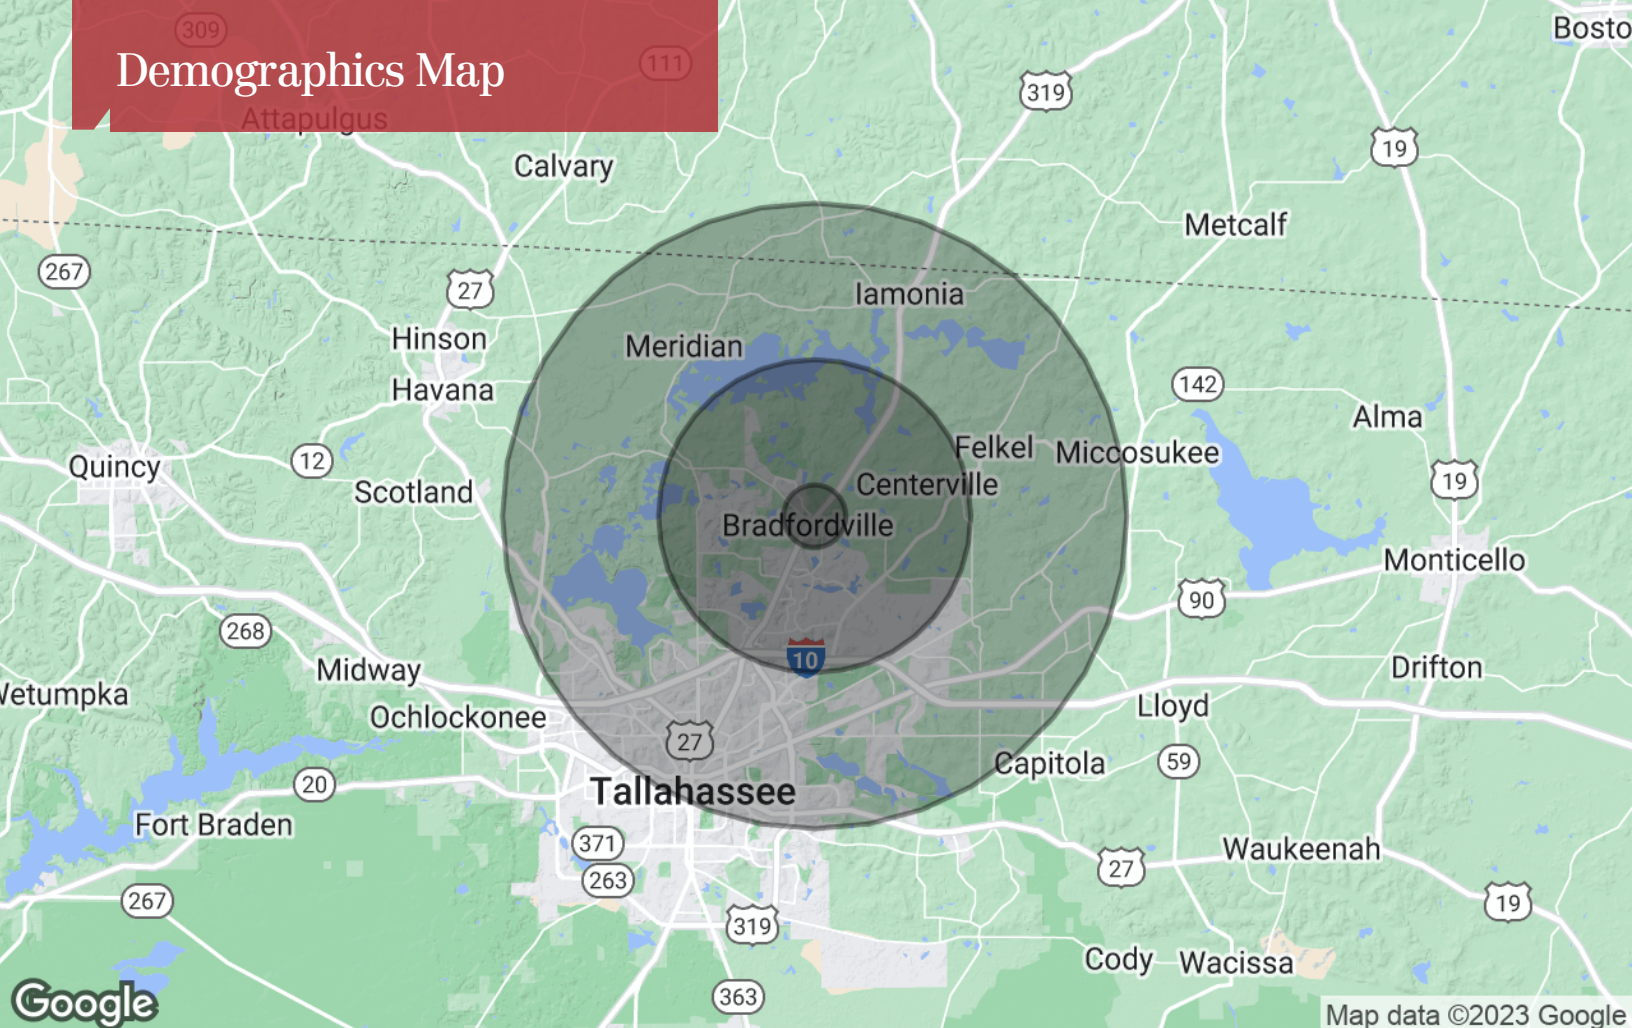 309
111
Demographics Map
Attapulgus
Bosto
319
19
Calvary
Metcalf
267
27
Iamonia
Hinson
Meridian
Havana
142
Alma
Felkel
Miccosukee
12
Quincy
Scotland
Centerville
19
Bradfordville
Monticello
90
268
10
Midway
Drifton
Wetumpka
Ochlockonee
Lloyd
27
Capitola
59
20
Tallahassee
Fort Braden
371
Waukeenah
27
263
267
19
319
Cody
Wacissa
363
Google
Map data ©2023 Google